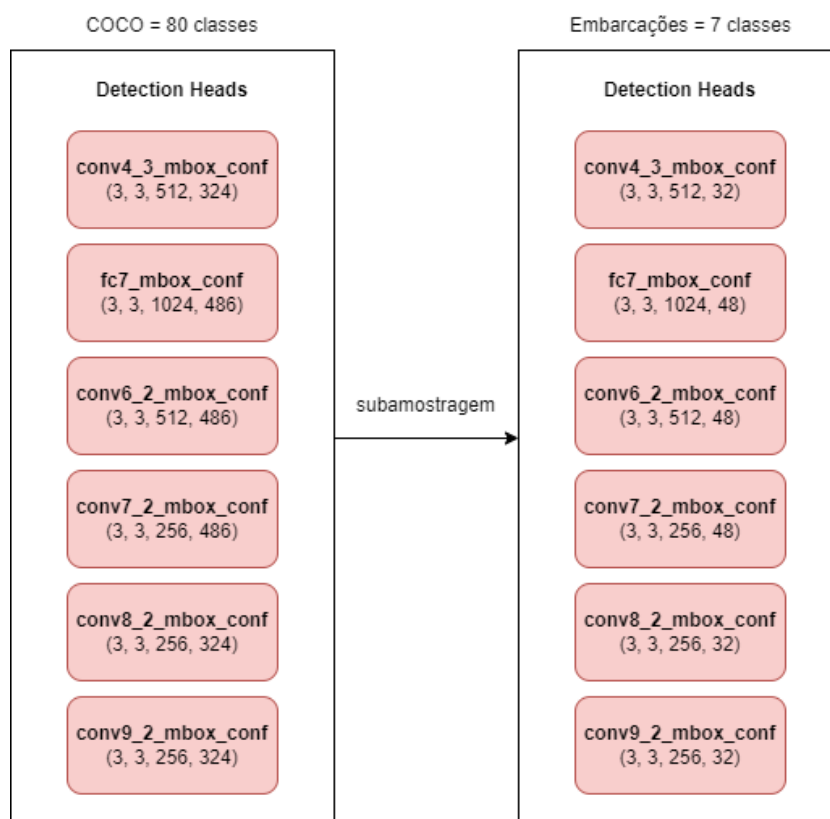 COCO = 80 classes
Detection Heads
conv4_3_mbox_conf
(3, 3, 512, 324)
fc7_mbox_conf
(3, 3, 1024, 486)
conv6_2_mbox_conf
(3, 3, 512, 486)
conv7_2_mbox_conf
(3, 3, 256, 486)
conv8_2_mbox_conf
(3, 3, 256, 324)
conv9_2_mbox_conf
(3, 3, 256, 324)
subamostragem
Embarcações = 7 classes
Detection Heads
conv4_3_mbox_conf
(3, 3, 512, 32)
fc7_mbox_conf
(3, 3, 1024, 48)
conv6_2_mbox_conf
(3, 3, 512, 48)
conv7_2_mbox_conf
(3, 3, 256, 48)
conv8_2_mbox_conf
(3, 3, 256, 32)
conv9_2_mbox_conf
(3, 3, 256, 32)